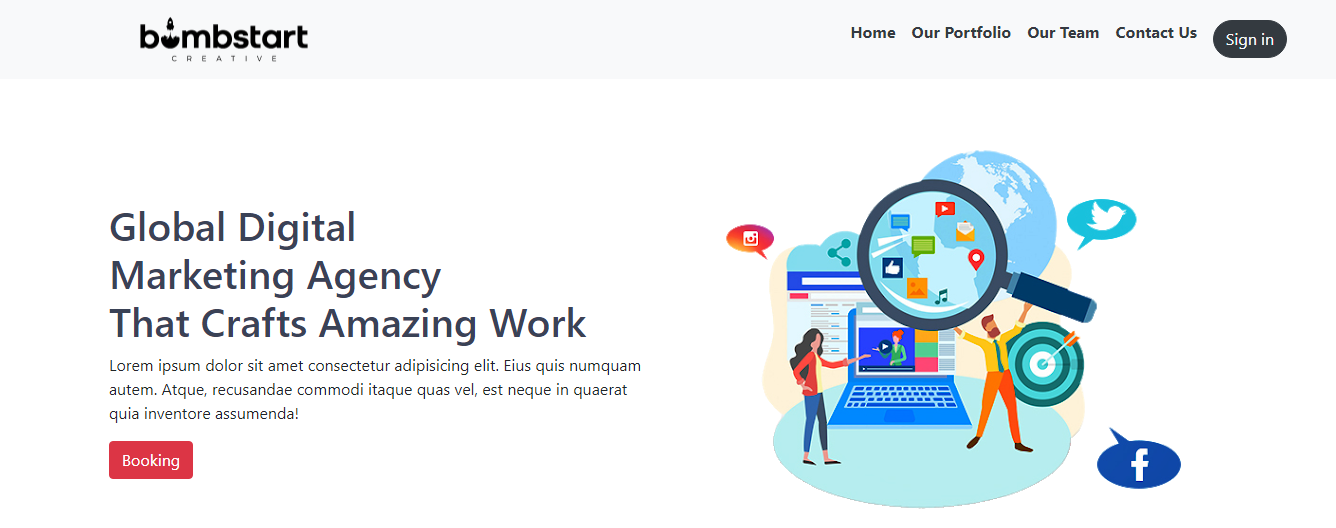 bombstart
CREATIVE
Home Our Portfolio Our Team Contact Us Sign in
Global Digital
Marketing Agency
That Crafts Amazing Work
Lorem ipsum dolor sit amet consectetur adipisicing elit. Eius quis numquam
autem. Atque, recusandae commodi itaque quas vel, est neque in quaerat
quia inventore assumenda!
Booking